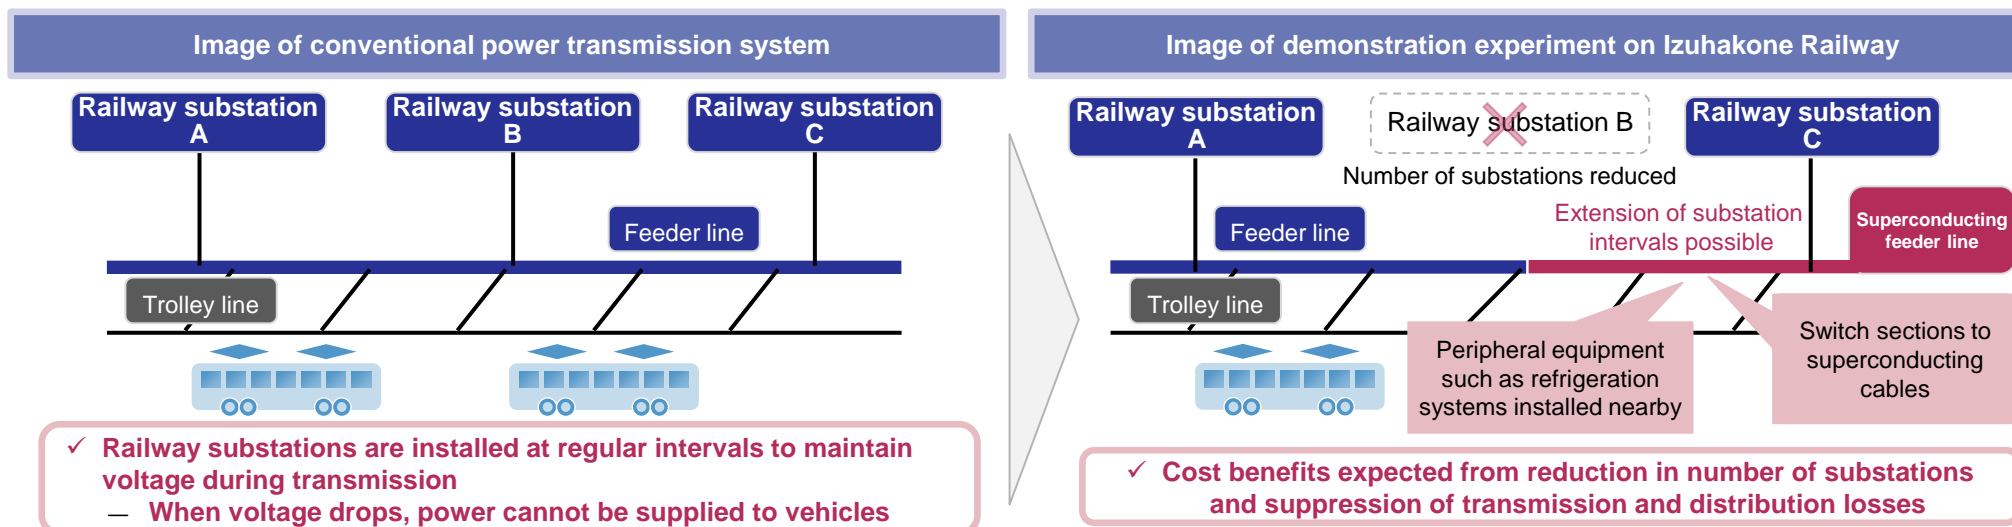 Image of conventional power transmission system
Railway substation
A
Railway substation
B
Railway substation
C
Feeder line
Trolley line
✓ Railway substations are installed at regular intervals to maintain
voltage during transmission
— When voltage drops, power cannot be supplied to vehicles
Image of demonstration experiment on Izuhakone Railway
Railway substation
A
Railway substation B
Railway substation
C
Number of substations reduced
Feeder line
Extension of substation
intervals possible
Superconducting
feeder line
Trolley line
Peripheral equipment
such as refrigeration
systems installed nearby
Switch sections to
superconducting
cables
✓ Cost benefits expected from reduction in number of substations
and suppression of transmission and distribution losses